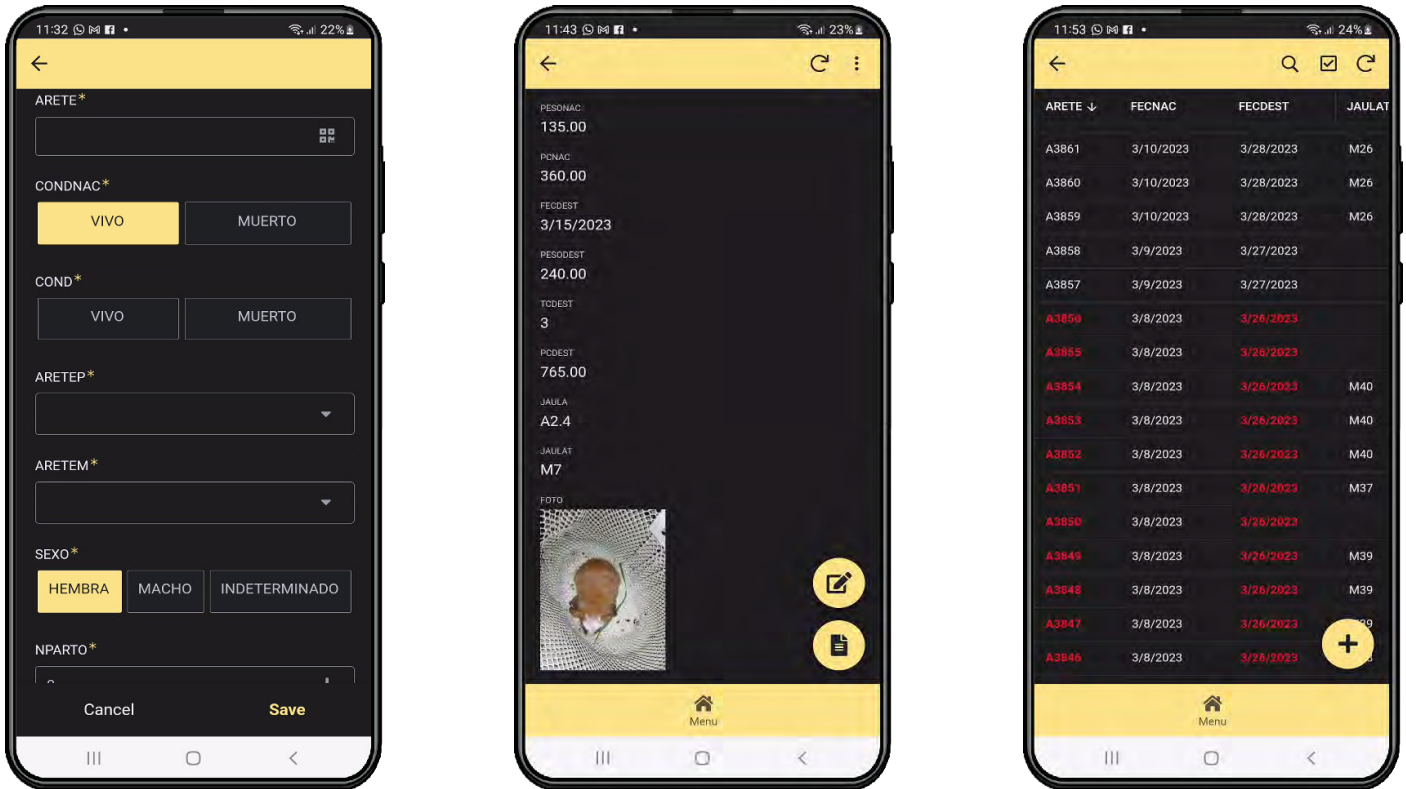 11:32
22%
ARETE*
CONDNAC*
VIVO MUERTO
COND*
VIVO MUERTO
ARETEP*
ARETEM*
SEXO*
HEMBRA MACHO INDETERMINADO
NPARTO*
Cancel Save
11:43
23%
PESONAC
135.00
PCNAC
360.00
FECDEST
3/15/2023
PESODEST
240.00
TCDEST
3
PCDEST
765.00
JAULA
A2.4
JAULAT
M7
FOTO
Menu
11:53
24%
ARETE ↓ FECNAC FECDEST JAULAT
A3861 3/10/2023 3/28/2023 M26
A3860 3/10/2023 3/28/2023 M26
A3859 3/10/2023 3/28/2023 M26
A3858 3/9/2023 3/27/2023
A3857 3/9/2023 3/27/2023
A3856 3/8/2023 3/26/2023
A3855 3/8/2023 3/26/2023
A3854 3/8/2023 3/26/2023 M40
A3853 3/8/2023 3/26/2023 M40
A3852 3/8/2023 3/26/2023 M40
A3851 3/8/2023 3/26/2023 M37
A3850 3/8/2023 3/26/2023
A3849 3/8/2023 3/26/2023 M39
A3848 3/8/2023 3/26/2023 M39
A3847 3/8/2023 3/26/2023
A3846 3/8/2023 3/26/2023
Menu